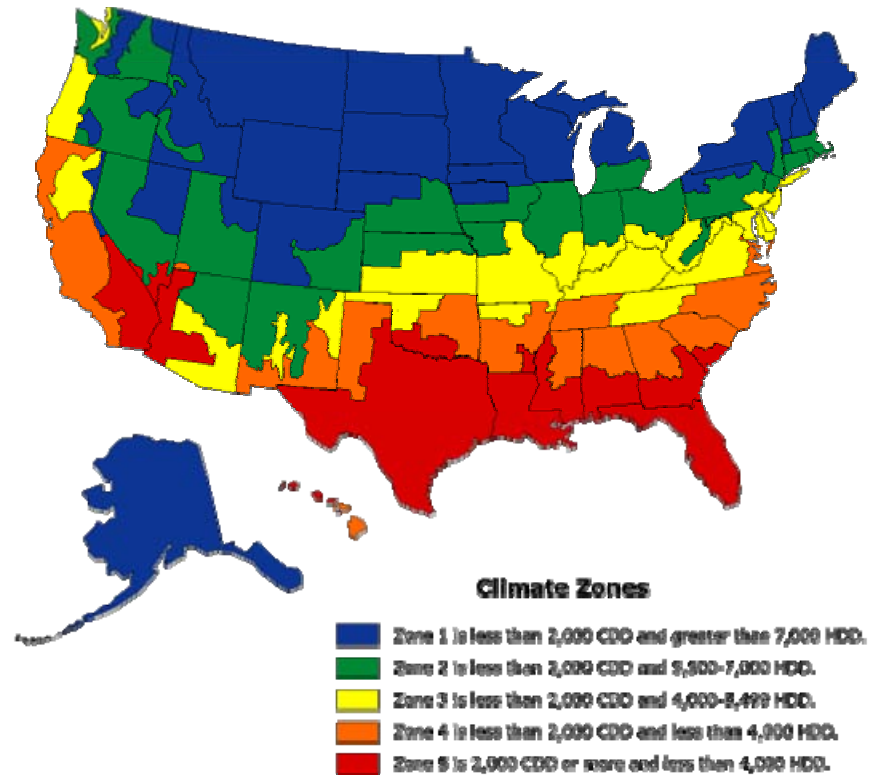 Climate Zones
Zone 1 is less than 2,000 CDD and greater than 7,000 HDD.
Zone 2 is less than 2,000 CDD and 5,500-7,000 HDD.
Zone 3 is less than 2,000 CDD and 4,000-5,499 HDD.
Zone 4 is less than 2,000 CDD and less than 4,000 HDD.
Zone 5 is 2,000 CDD or more and less than 4,000 HDD.